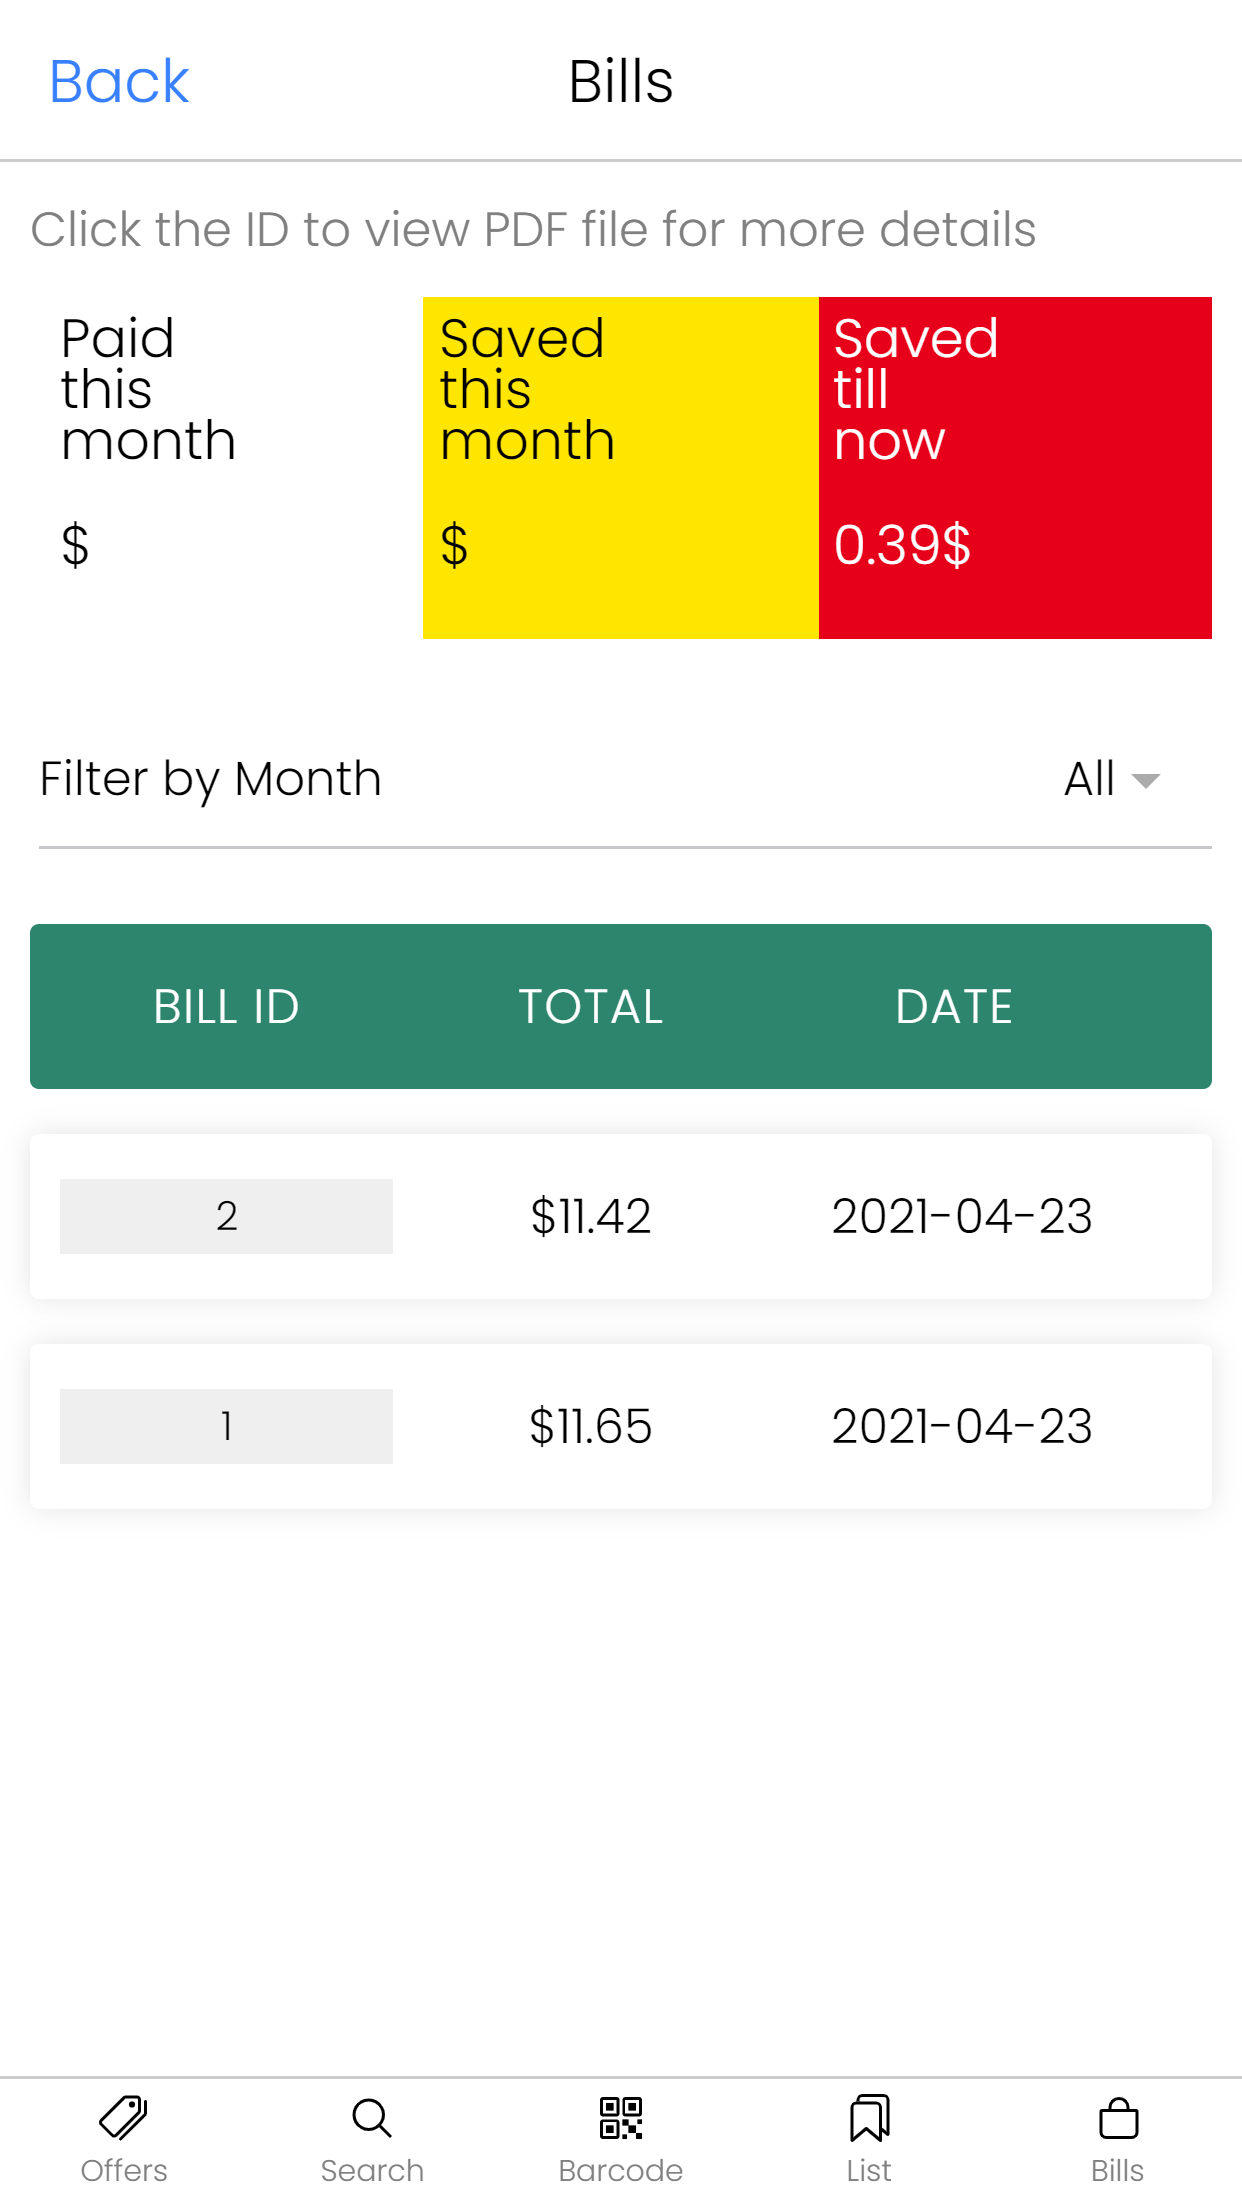 Back
Bills
Click the ID to view PDF file for more details
Paid
this
month
$
Saved
this
month
$
Saved
till
now
0.39$
Filter by Month
All
BILL ID TOTAL DATE
2 $11.42 2021-04-23
1 $11.65 2021-04-23
Offers
Search
Barcode
List
Bills